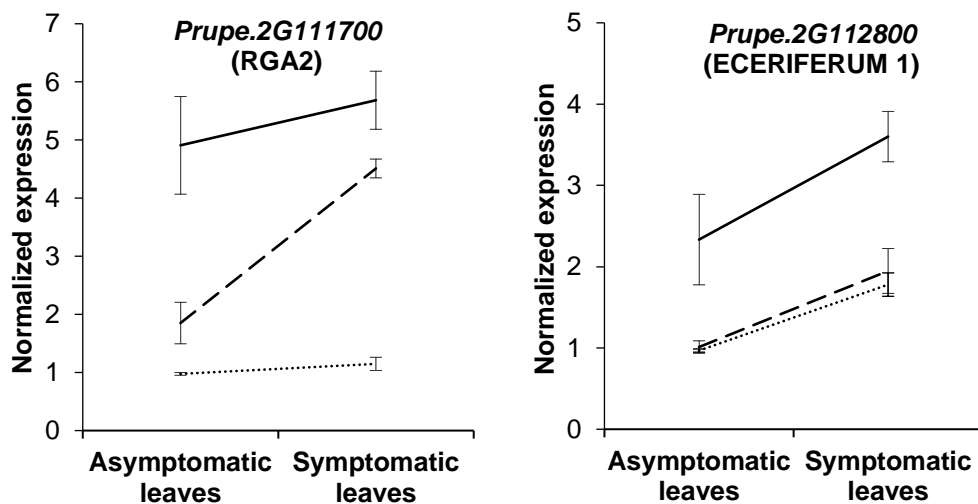 Prupe.2G111700
(RGA2)
Normalized expression
7
6
5
4
3
2
1
0
Asymptomatic
leaves
Symptomatic
leaves
Prupe.2G112800
(ECERIFERUM 1)
Normalized expression
5
4
3
2
1
0
Asymptomatic
leaves
Symptomatic
leaves